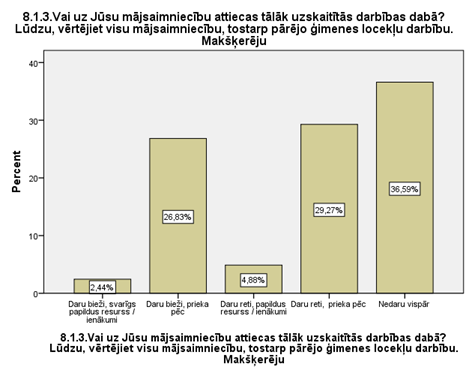 8.1.3.Vai uz Jūsu mājsaimniecību attiecas tālāk uzskaitītās darbības dabā?
Lūdzu, vērtējiet visu mājsaimniecību, tostarp pārējo ģimenes locekļu darbību.
Makšķerēju
Percent
40
30
20
10
0
2,44%
26,83%
4,88%
29,27%
36,59%
Daru bieži, svarīgs
papildus resurss /
ienākumi
Daru bieži, prieka
pēc
Daru reti, papildus
resurss / ienākumi
Daru reti, prieka pēc
Nedaru vispār
8.1.3.Vai uz Jūsu mājsaimniecību attiecas tālāk uzskaitītās darbības dabā?
Lūdzu, vērtējiet visu mājsaimniecību, tostarp pārējo ģimenes locekļu darbību.
Makšķerēju